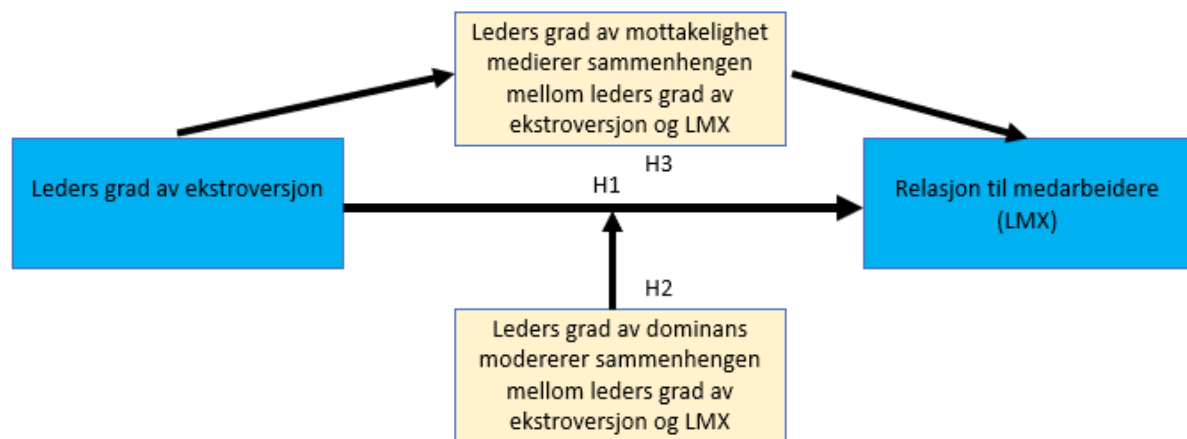 Leders grad av mottakelighet
medierer sammenhengen
mellom leders grad av
ekstroversjon og LMX
H3
Leders grad av ekstroversjon
H1
Relasjon til medarbeidere
(LMX)
H2
Leders grad av dominans
modererer sammenhengen
mellom leders grad av
ekstroversjon og LMX